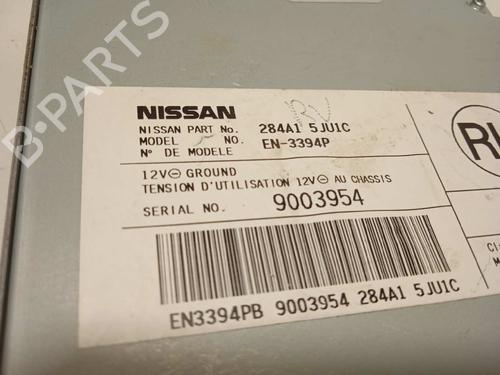 NISSAN
RV
NISSAN PART No. 284A1 5JU1C
MODEL NO. EN-3394P
N° DE MODELE
12V⊖ GROUND
TENSION D'UTILISATION 12V⊖ AU CHASSIS
SERIAL NO. 9003954
EN3394PB 9003954 284A1 5JU1C
B-PARTS